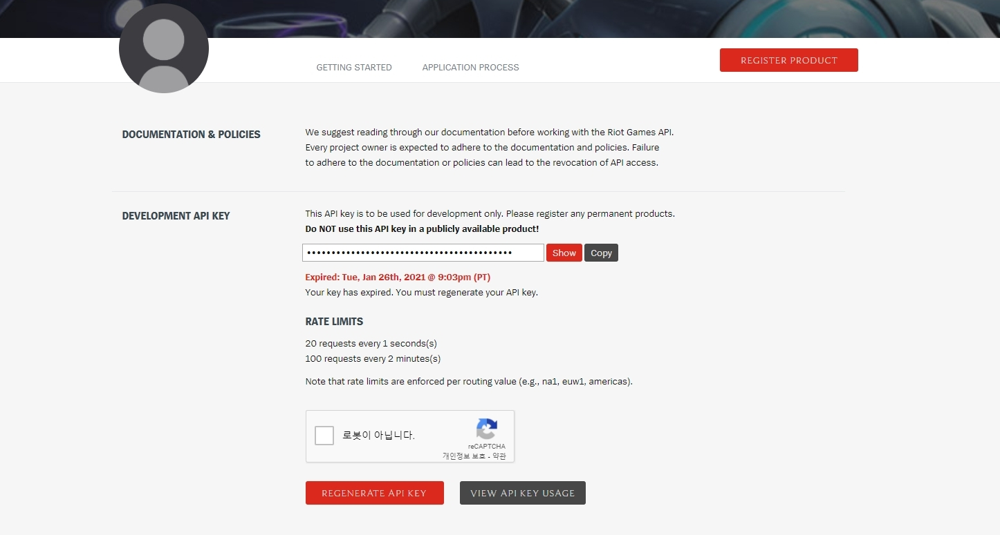 GETTING STARTED
APPLICATION PROCESS
REGISTER PRODUCT
DOCUMENTATION & POLICIES
We suggest reading through our documentation before working with the Riot Games API.
Every project owner is expected to adhere to the documentation and policies. Failure
to adhere to the documentation or policies can lead to the revocation of API access.
DEVELOPMENT API KEY
This API key is to be used for development only. Please register any permanent products.
Do NOT use this API key in a publicly available product!
Show
Copy
Expired: Tue, Jan 26th, 2021 @ 9:03pm (PT)
Your key has expired. You must regenerate your API key.
RATE LIMITS
20 requests every 1 seconds(s)
100 requests every 2 minutes(s)
Note that rate limits are enforced per routing value (e.g., na1, euw1, americas).
로봇이 아닙니다.
reCAPTCHA
개인정보 보호 - 약관
REGENERATE API KEY
VIEW API KEY USAGE